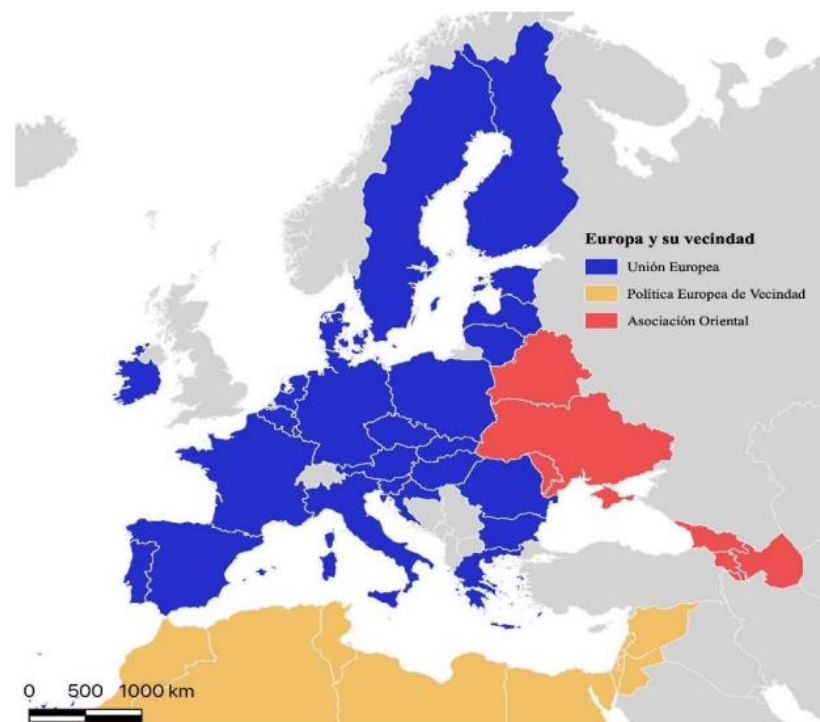 Europa y su vecindad
Unión Europea
Política Europea de Vecindad
Asociación Oriental
0 500 1000 km